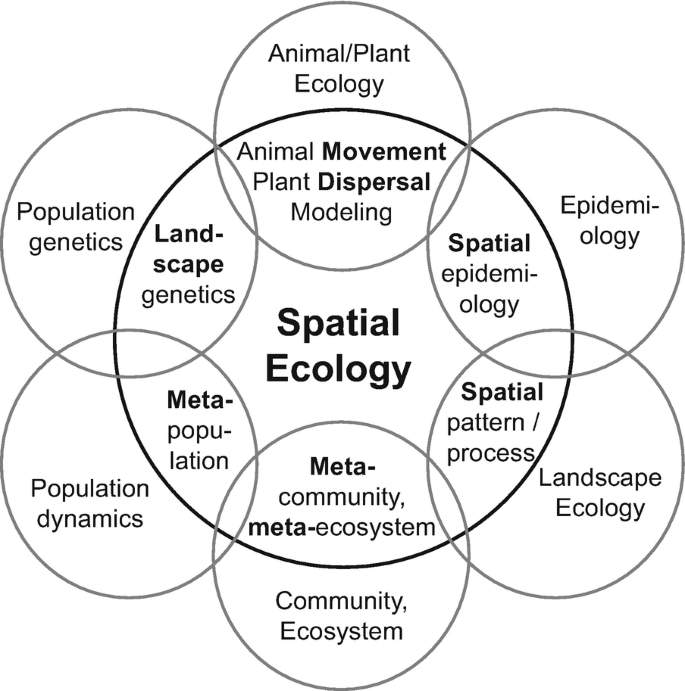 Animal/Plant
Ecology
Animal Movement
Plant Dispersal
Modeling
Population
genetics
Land-
scape
genetics
Spatial
epidemi-
ology
Epidemi-
ology
Spatial
Ecology
Meta-
popu-
lation
Population
dynamics
Spatial
pattern /
process
Landscape
Ecology
Meta-
community,
meta-ecosystem
Community,
Ecosystem